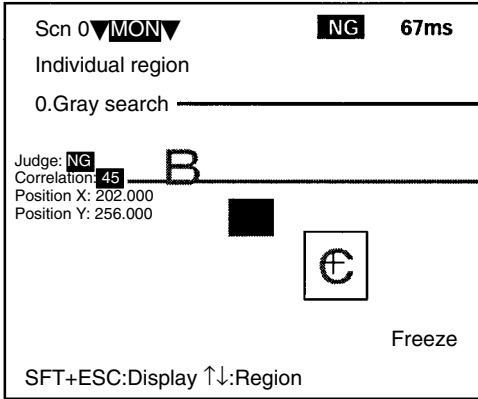 Scn 0▼MON▼ NG 67ms
Individual region
0.Gray search
Judge: NG
Correlation: 45
Position X: 202.000
Position Y: 256.000
B
C
Freeze
SFT+ESC:Display ↑↓:Region